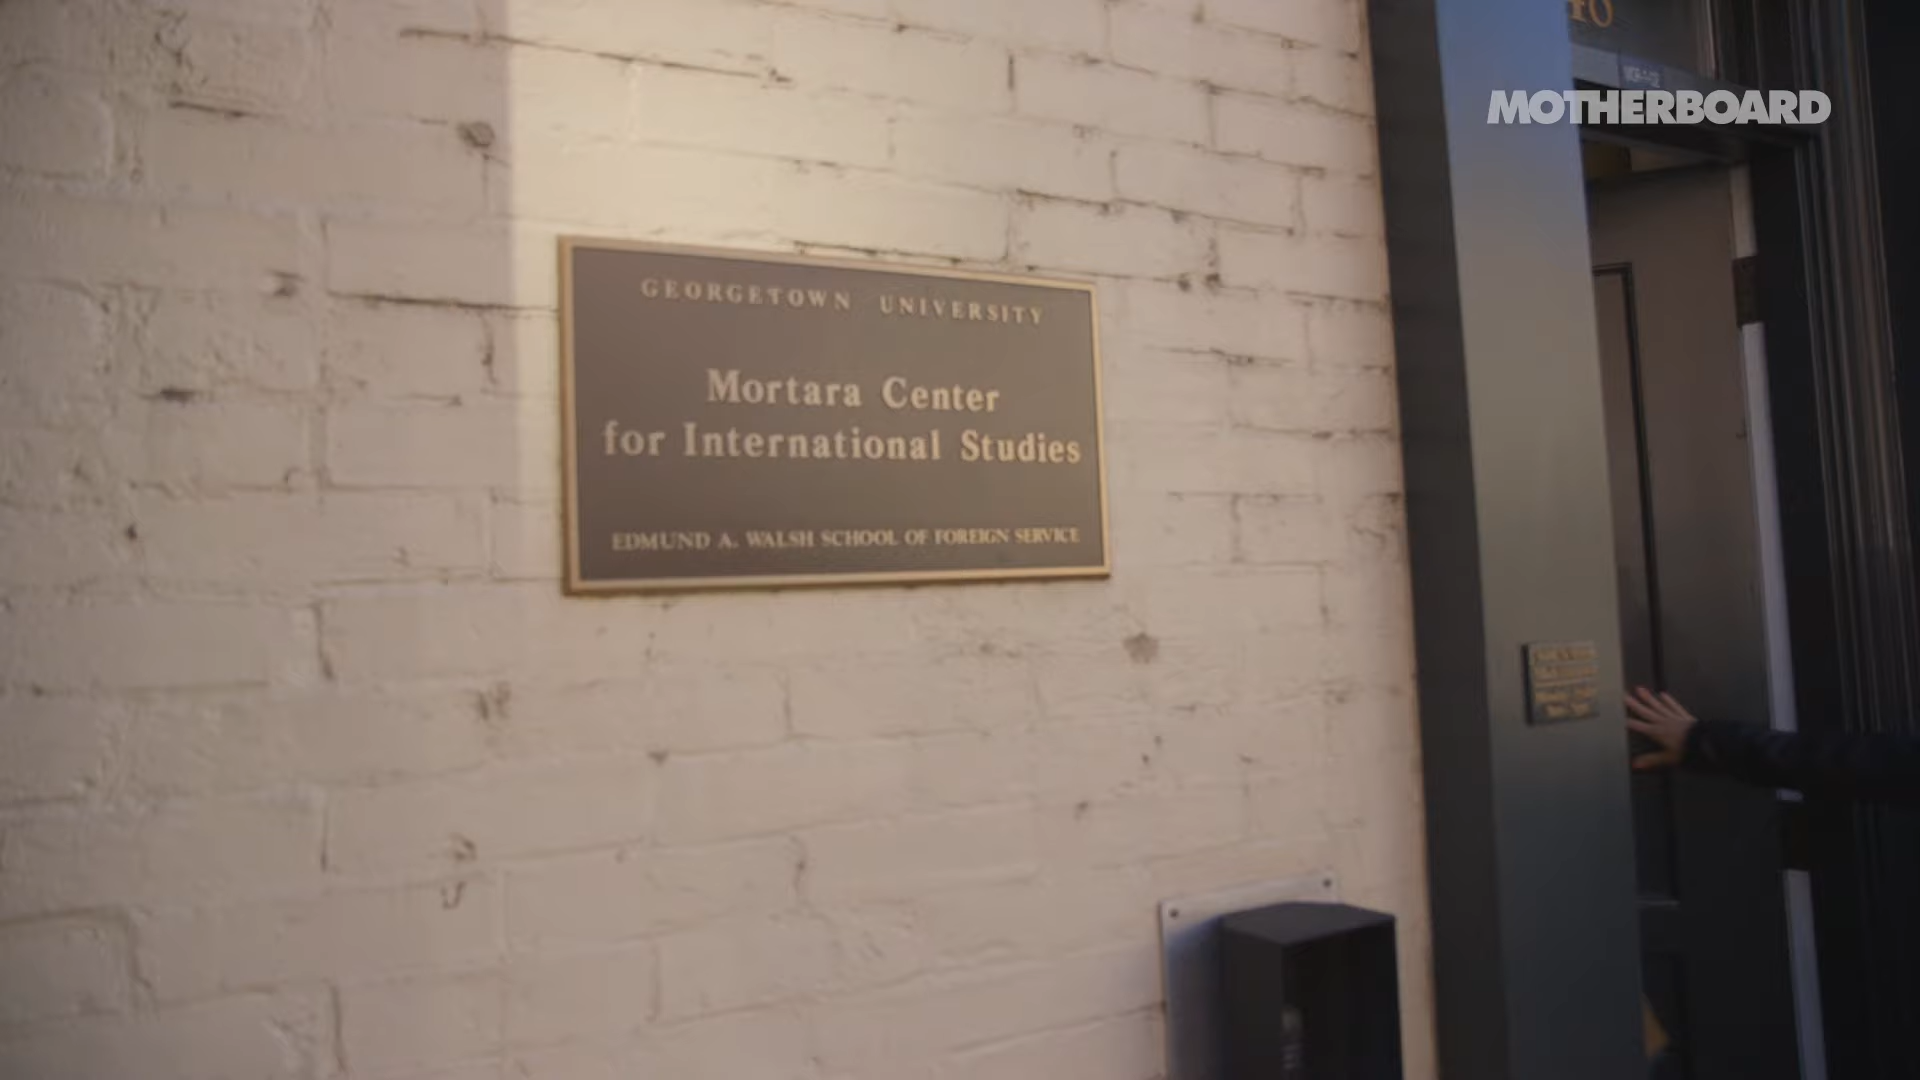 MOTHERBOARD
GEORGETOWN UNIVERSITY
Mortara Center
for International Studies
EDMUND A. WALSH SCHOOL OF FOREIGN SERVICE